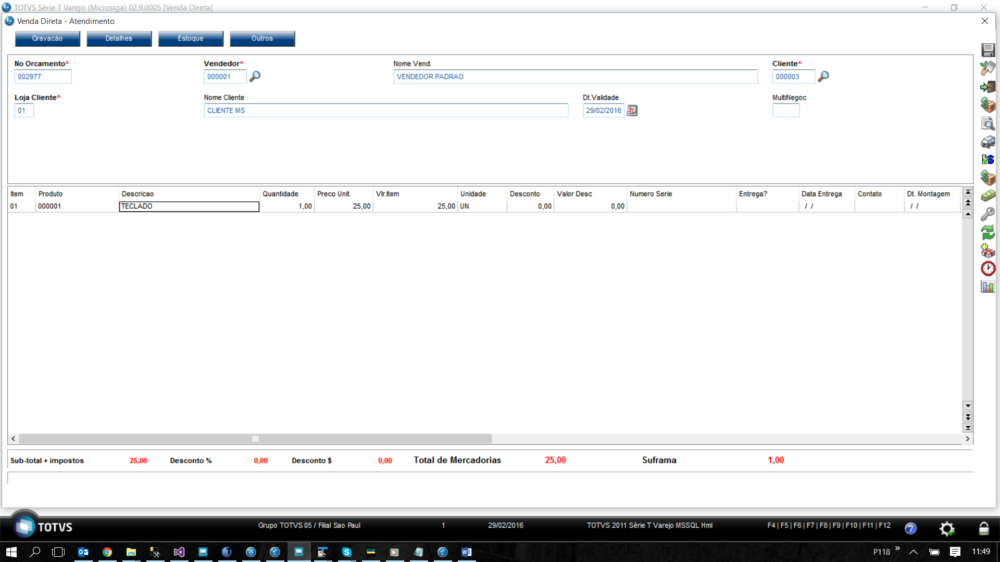 TOTVS Série T Varejo (Microsiga) 02.9.0005 [Venda Direta]
Venda Direta - Atendimento
Gravacão Detalhes Estoque Outros
No Orcamento* Vendedor* Nome Vend. Cliente*
002977 000001 VENDEDOR PADRAO 000003
Loja Cliente* Nome Cliente Dt.Validade MultiNegoc
01 CLIENTE MS 29/02/2016 31
Item Produto Descricao Quantidade Preco Unit. Vlr.Item Unidade Desconto Valor Desc Numero Serie Entrega? Data Entrega Contato Dt. Montagem
01 000001 TECLADO 1,00 25,00 25,00 UN 0,00 0,00 / / / /
Sub-total + impostos 25,00 Desconto % 0,00 Desconto $ 0,00 Total de Mercadorias 25,00 Suframa 1,00
TOTVS Grupo TOTVS 05 / Filial Sao Paul 1 29/02/2016 TOTVS 2011 Série T Varejo MSSQL Hml F4 | F5 | F6 | F7 | F8 | F9 | F10 | F11 | F12
P118 11:49